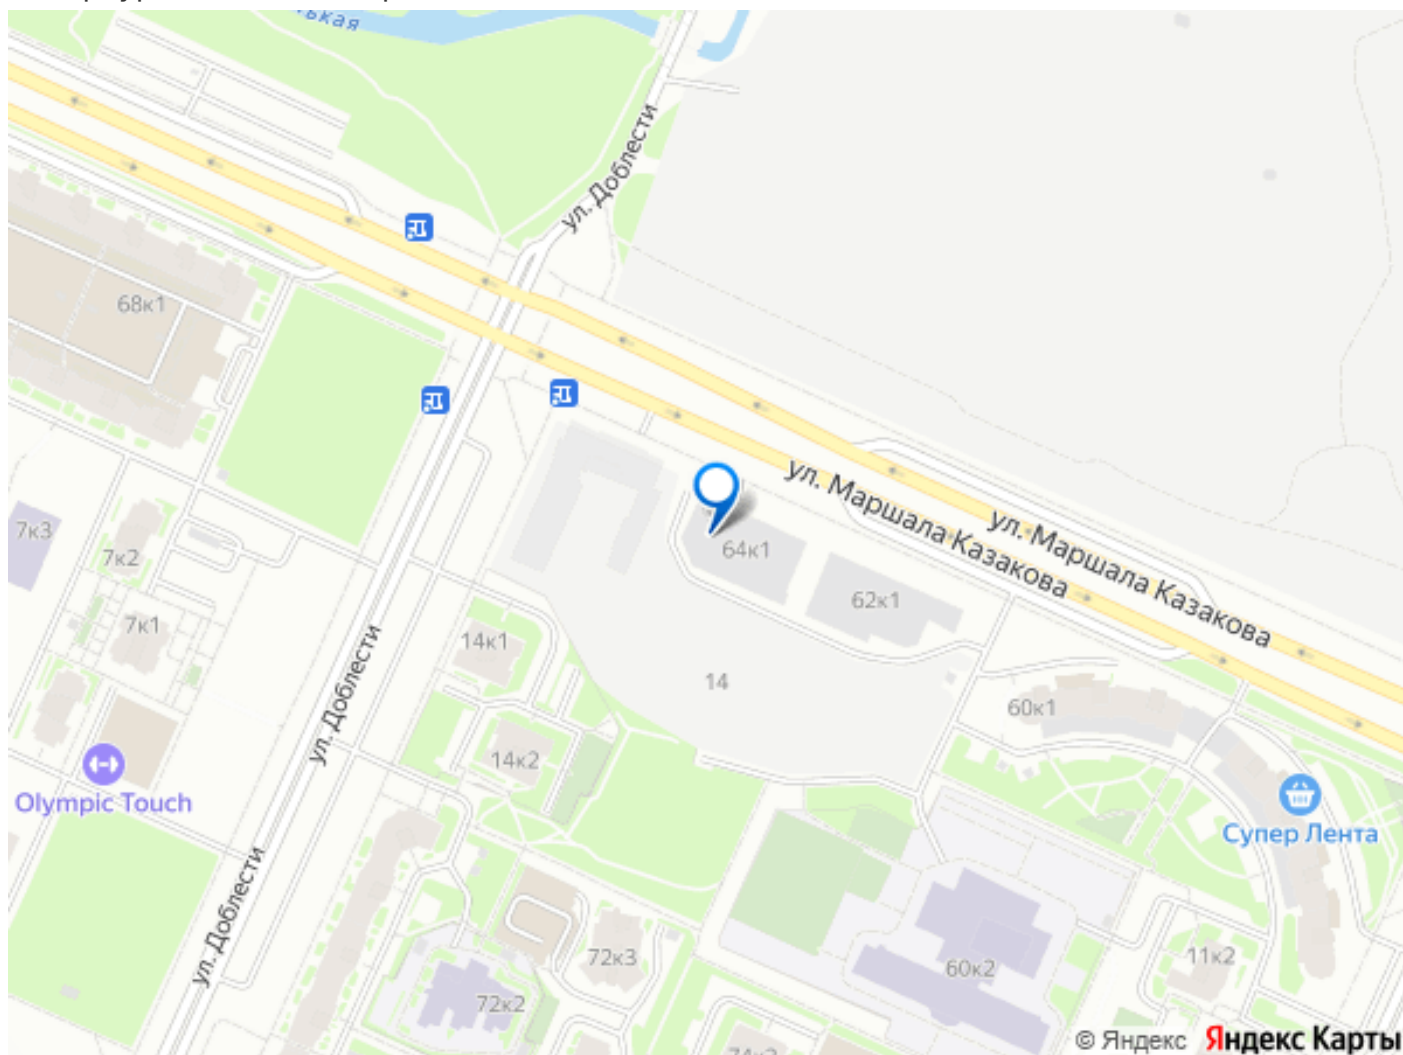 ул. Доблести
68к1
ул. Маршала Казакова
ул. Маршала Казакова
7к3
7к2
64к1
62к1
7к1
14к1
ул. Доблести
14
60к1
14к2
Olympic Touch
Супер Лента
ул. Доблести
72к3
60к2
11к2
72к2
© Яндекс Яндекс Карты